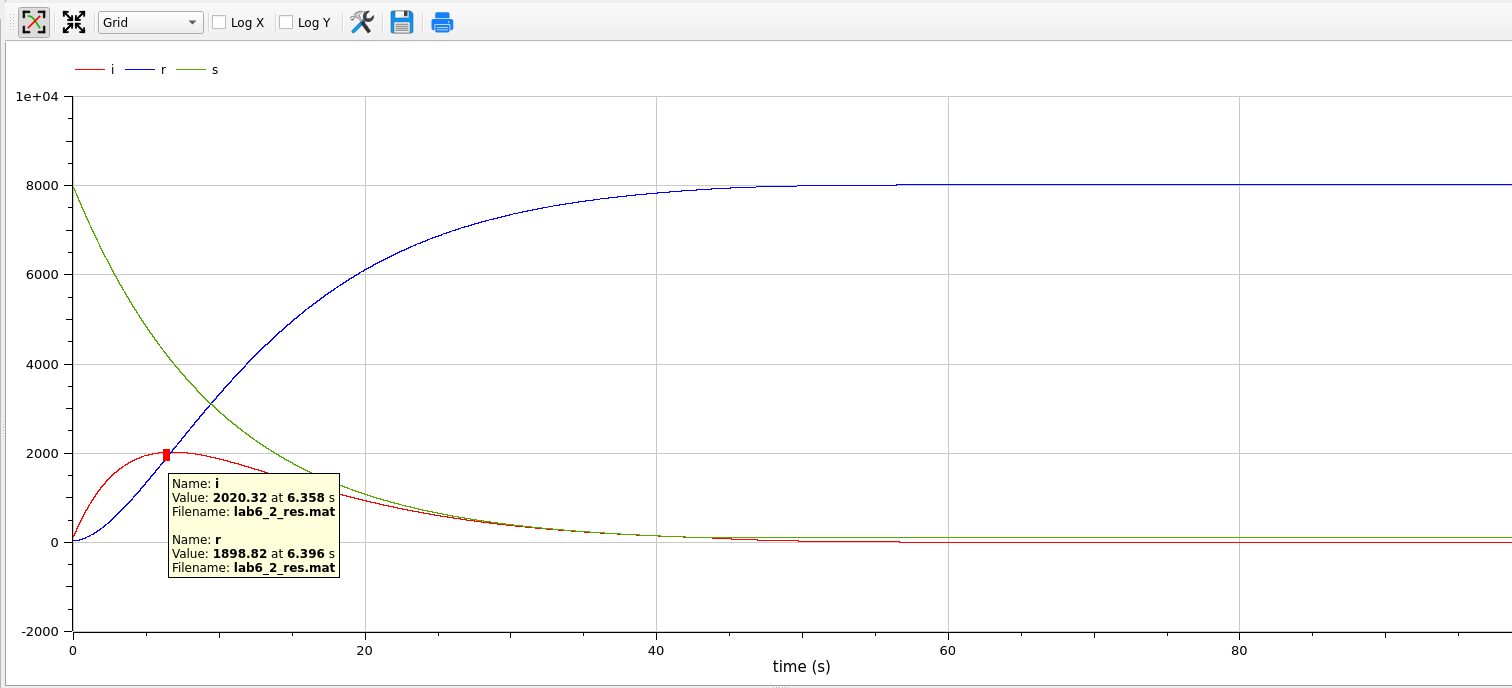 Grid Log X Log Y
i r s
1e+04
8000
6000
4000
2000
0
-2000
Name: i
Value: 2020.32 at 6.358 s
Filename: lab6_2_res.mat
Name: r
Value: 1898.82 at 6.396 s
Filename: lab6_2_res.mat
0 20 40 60 80
time (s)